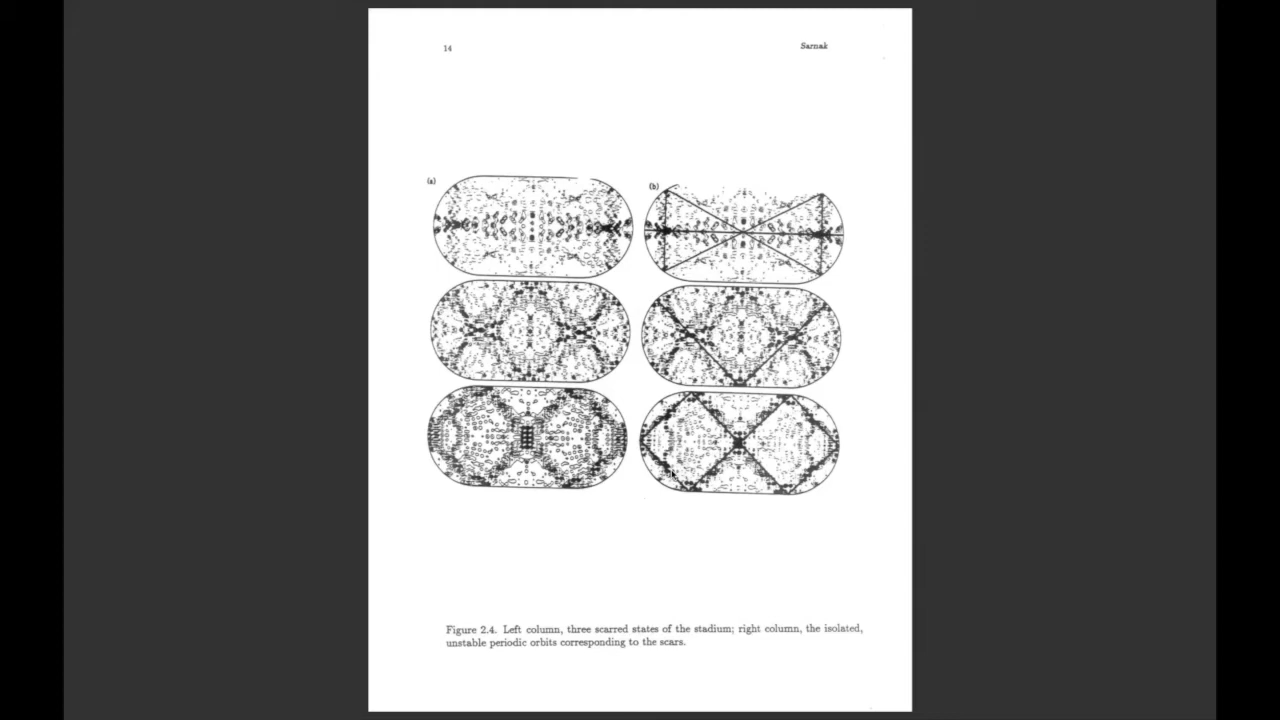 14
Sarnak
(a)
(b)
Figure 2.4. Left column, three scarred states of the stadium; right column, the isolated,
unstable periodic orbits corresponding to the scars.